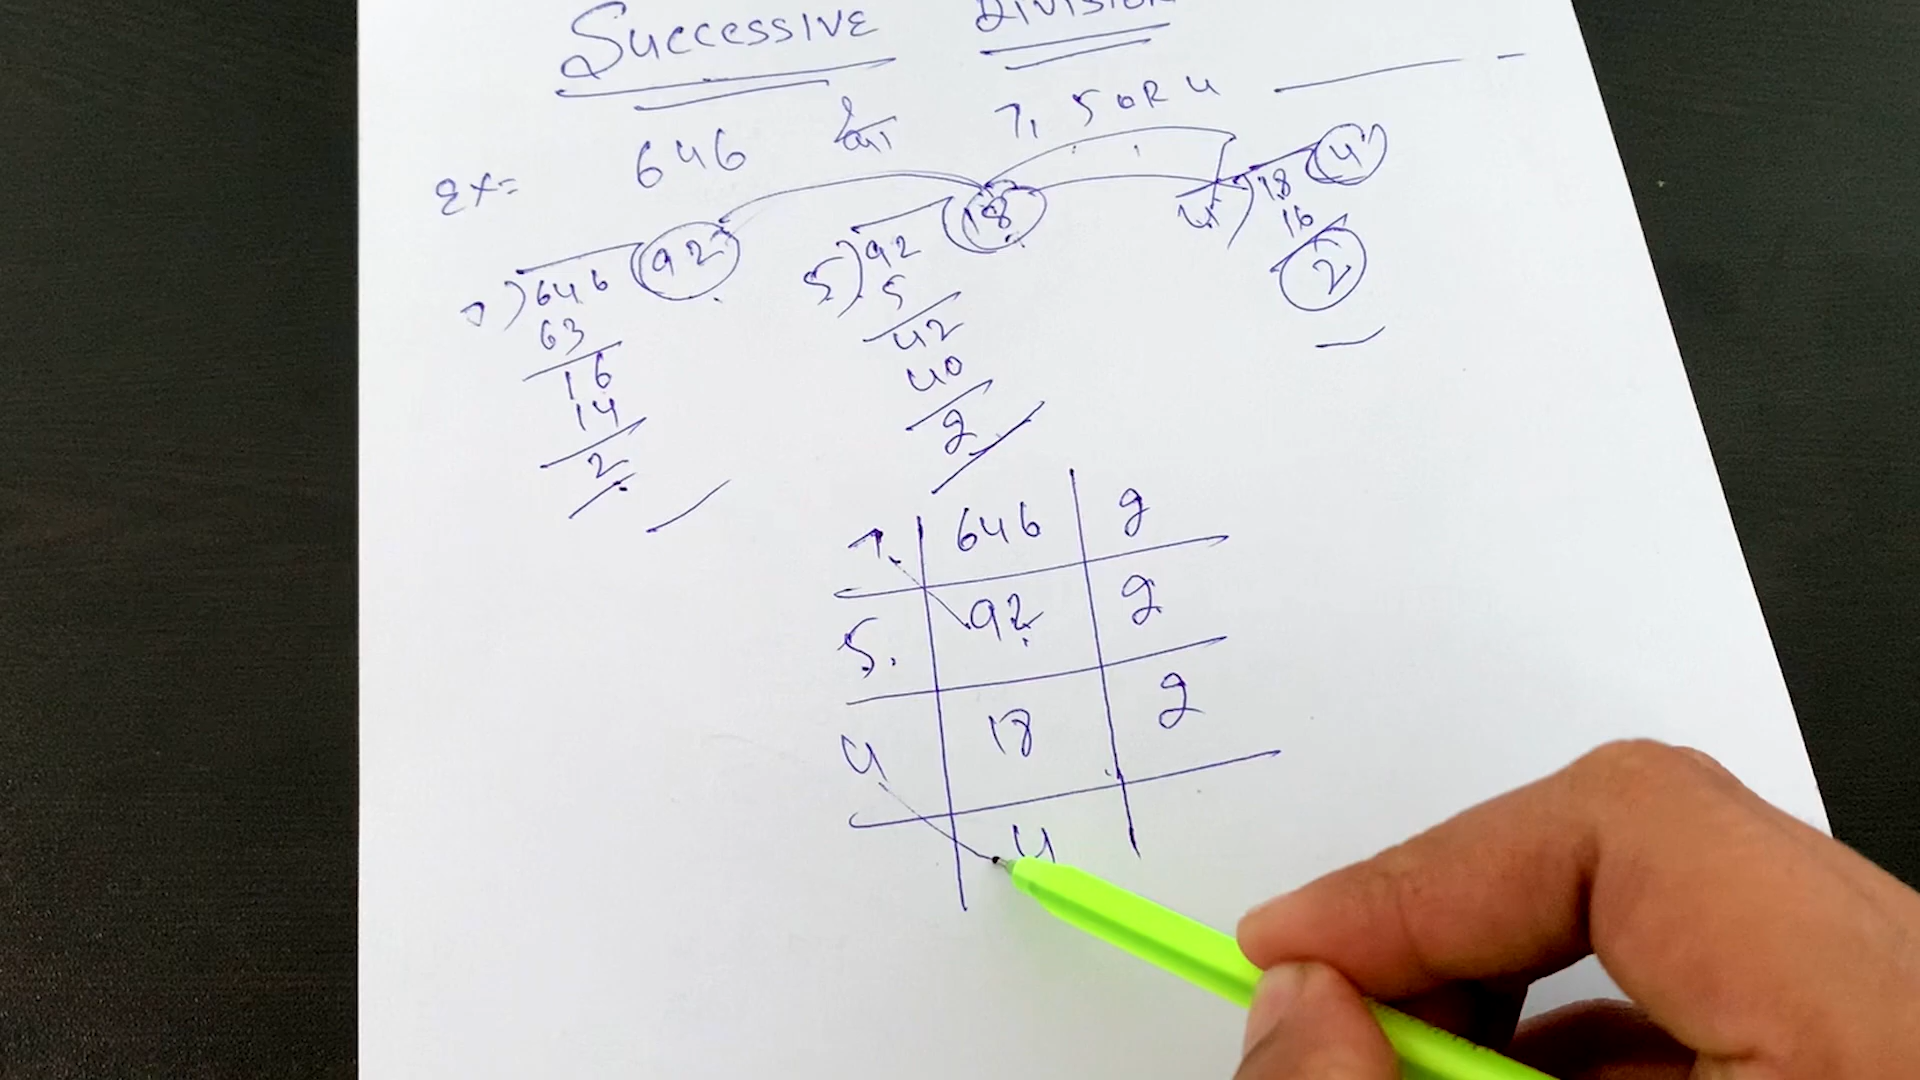 SUCCESSIVE DIVISION
Ex= 646 का 7, 5 OR 4
7)646(92
63
16
14
2
5)92(18
5
42
40
2
4)18(4
16
2
7. 646 2
5. 92 2
4 18 2
4